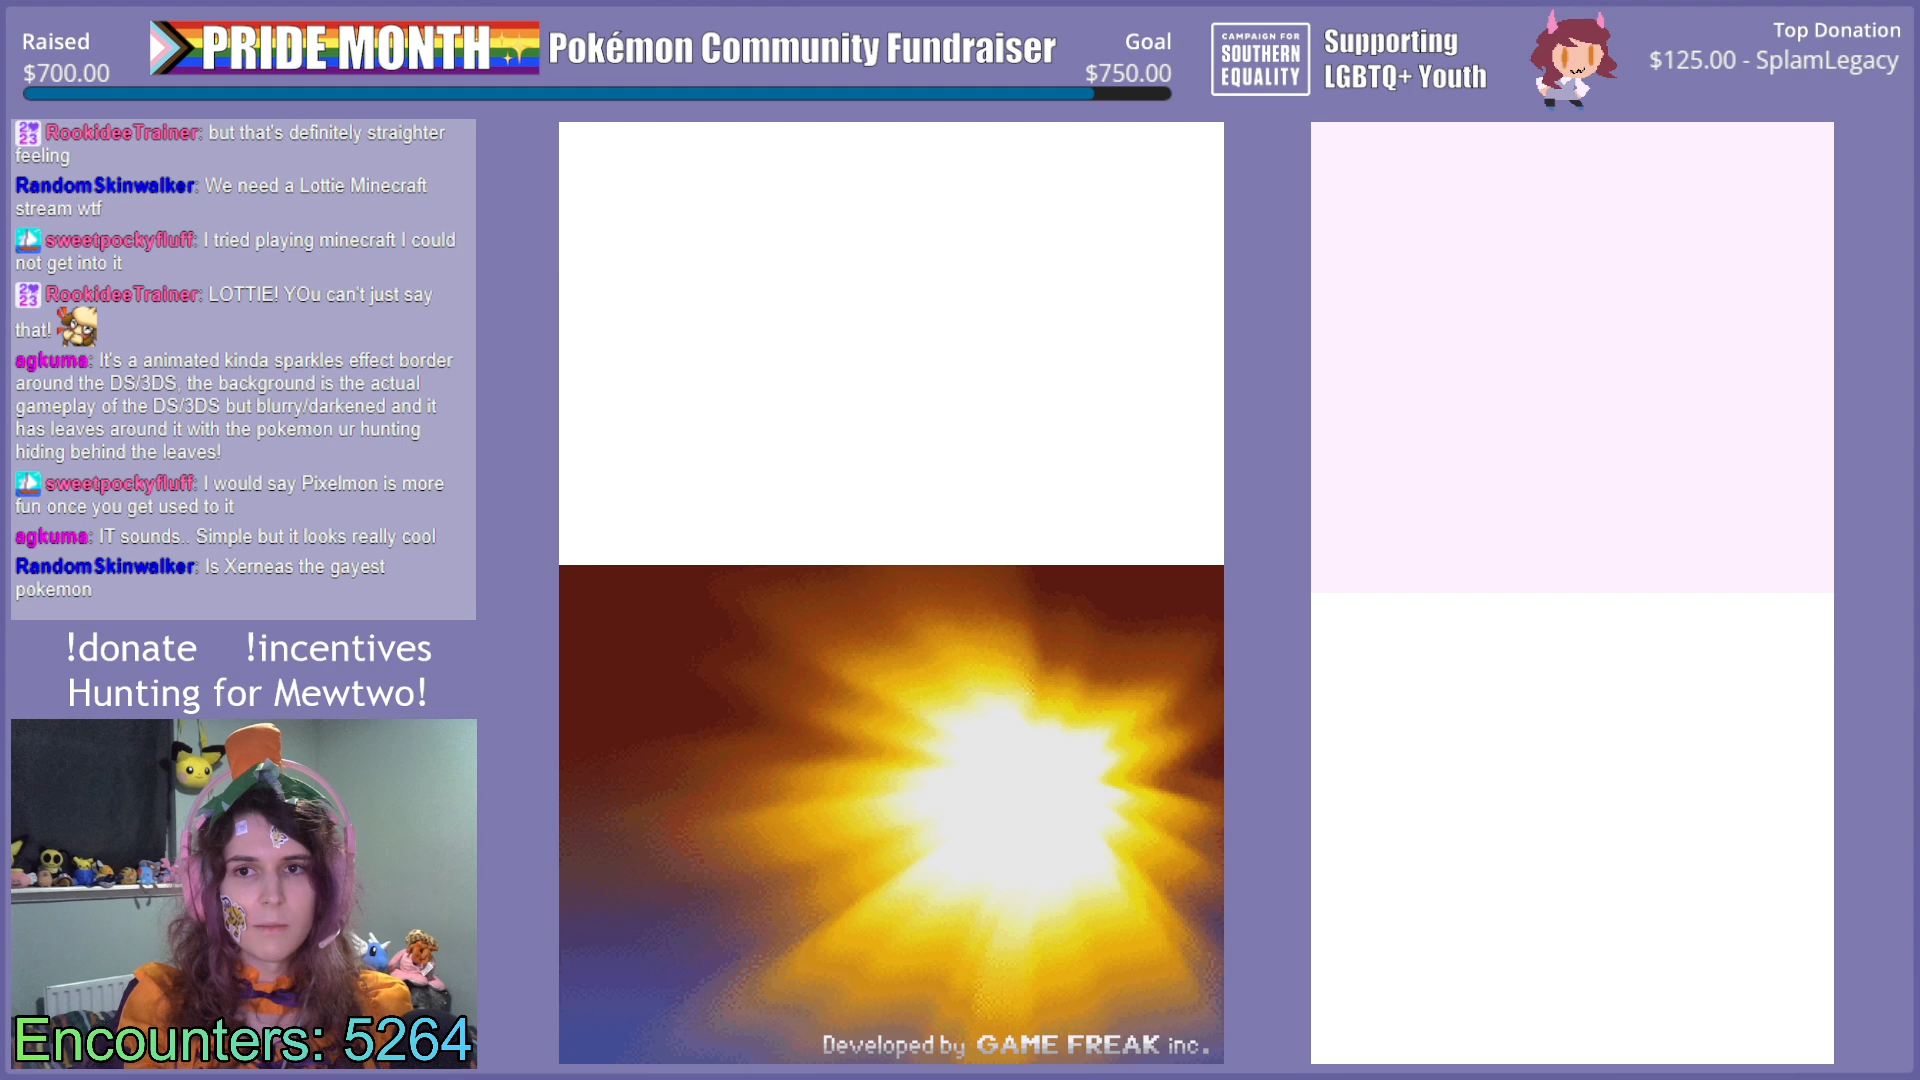 Raised
$700.00
PRIDE MONTH
Pokémon Community Fundraiser
Goal
$750.00
CAMPAIGN FOR
SOUTHERN
EQUALITY
Supporting
LGBTQ+ Youth
Top Donation
$125.00 - SplamLegacy
RookideeTrainer: but that's definitely straighter
feeling
RandomSkinwalker: We need a Lottie Minecraft
stream wtf
sweetpockyfluff: I tried playing minecraft I could
not get into it
RookideeTrainer: LOTTIE! YOu can't just say
that!
agkuma: It's a animated kinda sparkles effect border
around the DS/3DS, the background is the actual
gameplay of the DS/3DS but blurry/darkened and it
has leaves around it with the pokemon ur hunting
hiding behind the leaves!
sweetpockyfluff: I would say Pixelmon is more
fun once you get used to it
agkuma: IT sounds.. Simple but it looks really cool
RandomSkinwalker: Is Xerneas the gayest
pokemon
!donate !incentives
Hunting for Mewtwo!
Encounters: 5264
Developed by GAME FREAK inc.